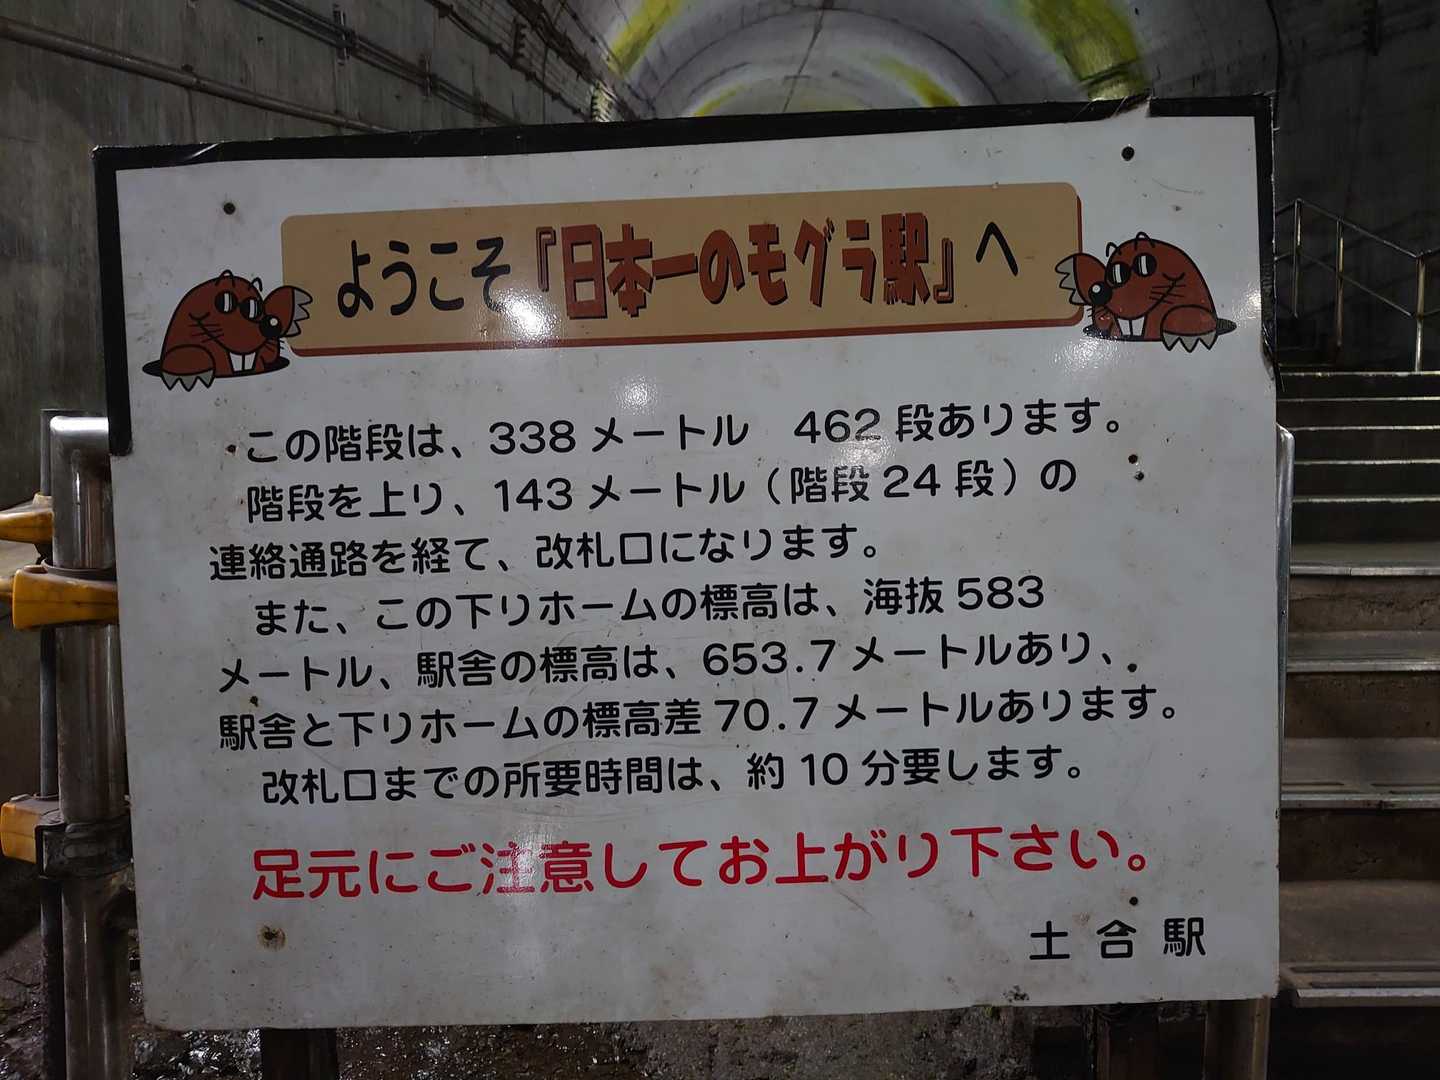 ようこそ『日本一のモグラ駅』へ
この階段は、338メートル　462段あります。
階段を上り、143メートル（階段24段）の
連絡通路を経て、改札口になります。
また、この下りホームの標高は、海抜583
メートル、駅舎の標高は、653.7メートルあり、
駅舎と下りホームの標高差70.7メートルあります。
改札口までの所要時間は、約10分要します。
足元にご注意してお上がり下さい。
土合駅